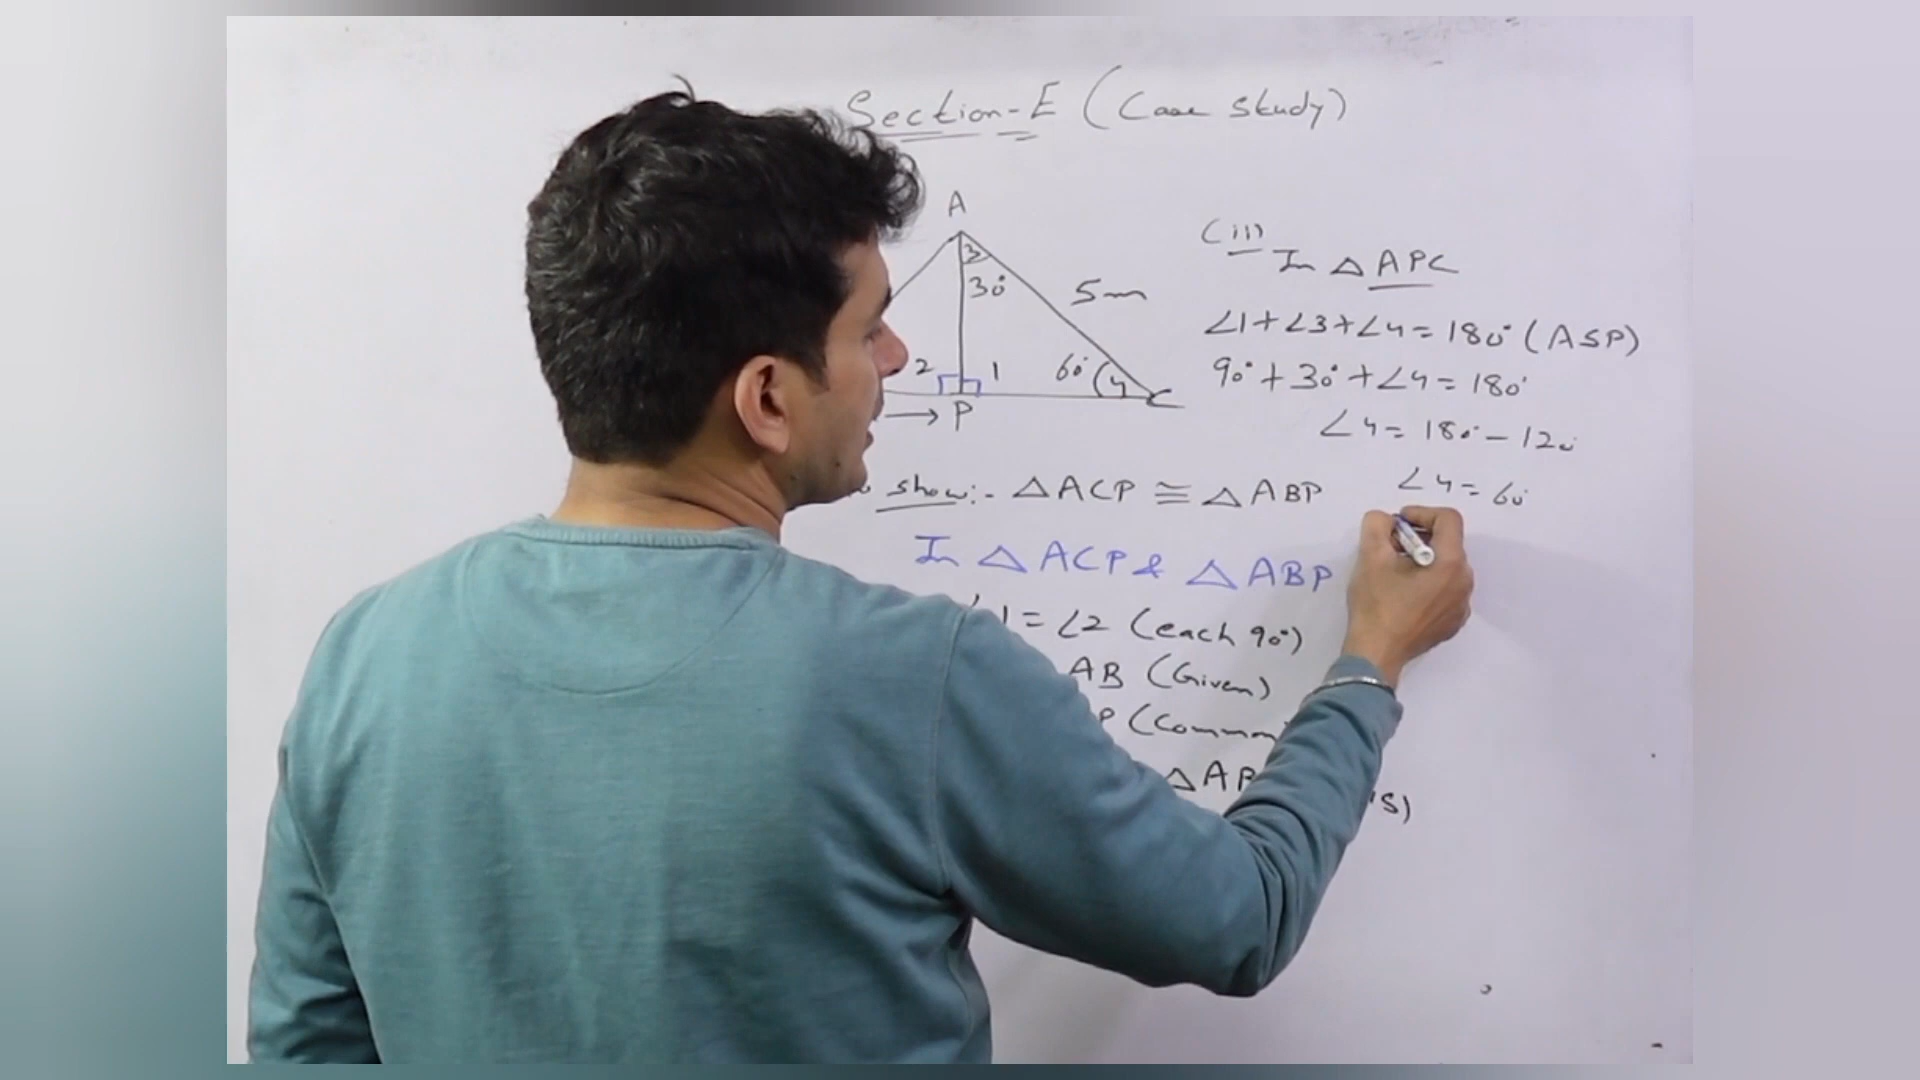 Section-E (Case Study)
A
3
30°
5m
2
1
60°
4
P
C
show:- △ACP ≅ △ABP
In △ACP & △ABP
1 = ∠2 (each 90°)
AB (Given)
P (Common
△AB
(ii)
In △APC
∠1+∠3+∠4=180° (ASP)
90°+30°+∠4=180°
∠4=180°-120°
∠4=60°